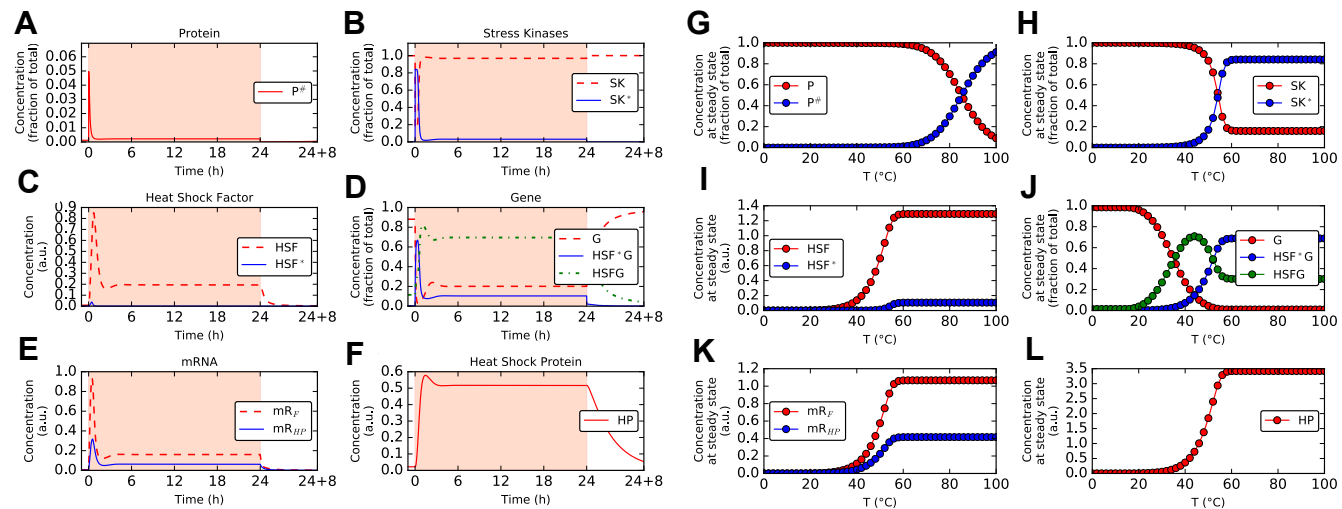 A
Protein
Concentration
(fraction of total)
0.06
0.05
0.04
0.03
0.02
0.01
0.00
P#
0 6 12 18 24 24+8
Time (h)
B
Stress Kinases
Concentration
(fraction of total)
1.0
0.8
0.6
0.4
0.2
0.0
SK
SK*
0 6 12 18 24 24+8
Time (h)
C
Heat Shock Factor
Concentration
(a.u.)
0.9
0.8
0.7
0.6
0.5
0.4
0.3
0.2
0.1
0.0
HSF
HSF*
0 6 12 18 24 24+8
Time (h)
D
Gene
Concentration
(fraction of total)
1.0
0.8
0.6
0.4
0.2
0.0
G
HSF*G
HSFG
0 6 12 18 24 24+8
Time (h)
E
mRNA
Concentration
(a.u.)
1.0
0.8
0.6
0.4
0.2
0.0
mR_F
mR_HP
0 6 12 18 24 24+8
Time (h)
F
Heat Shock Protein
Concentration
(a.u.)
0.6
0.5
0.4
0.3
0.2
0.1
0.0
HP
0 6 12 18 24 24+8
Time (h)
G
Concentration
at steady state
(fraction of total)
1.0
0.8
0.6
0.4
0.2
0.0
P
P#
0 20 40 60 80 100
T (°C)
H
Concentration
at steady state
(fraction of total)
1.0
0.8
0.6
0.4
0.2
0.0
SK
SK*
0 20 40 60 80 100
T (°C)
I
Concentration
at steady state
(a.u.)
1.4
1.2
1.0
0.8
0.6
0.4
0.2
0.0
HSF
HSF*
0 20 40 60 80 100
T (°C)
J
Concentration
at steady state
(fraction of total)
1.0
0.8
0.6
0.4
0.2
0.0
G
HSF*G
HSFG
0 20 40 60 80 100
T (°C)
K
Concentration
at steady state
(a.u.)
1.2
1.0
0.8
0.6
0.4
0.2
0.0
mR_F
mR_HP
0 20 40 60 80 100
T (°C)
L
Concentration
at steady state
(a.u.)
3.5
3.0
2.5
2.0
1.5
1.0
0.5
0.0
HP
0 20 40 60 80 100
T (°C)